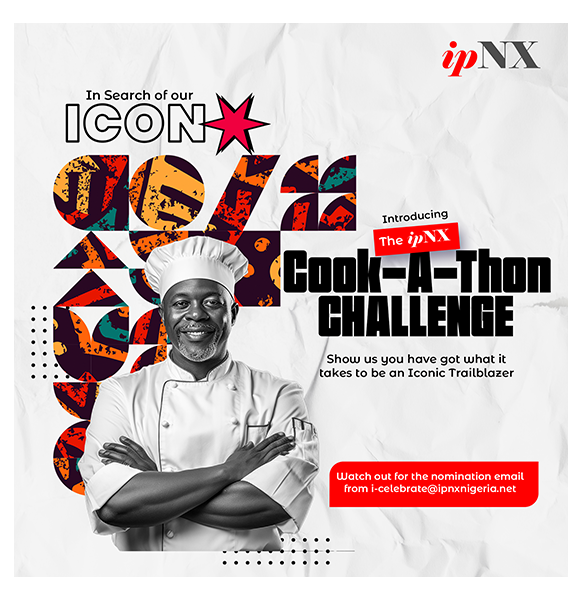 ipNX
In Search of our
ICON
Introducing
The ipNX
Cook-A-Thon
CHALLENGE
Show us you have got what it
takes to be an Iconic Trailblazer
Watch out for the nomination email
from i-celebrate@ipnxnigeria.net